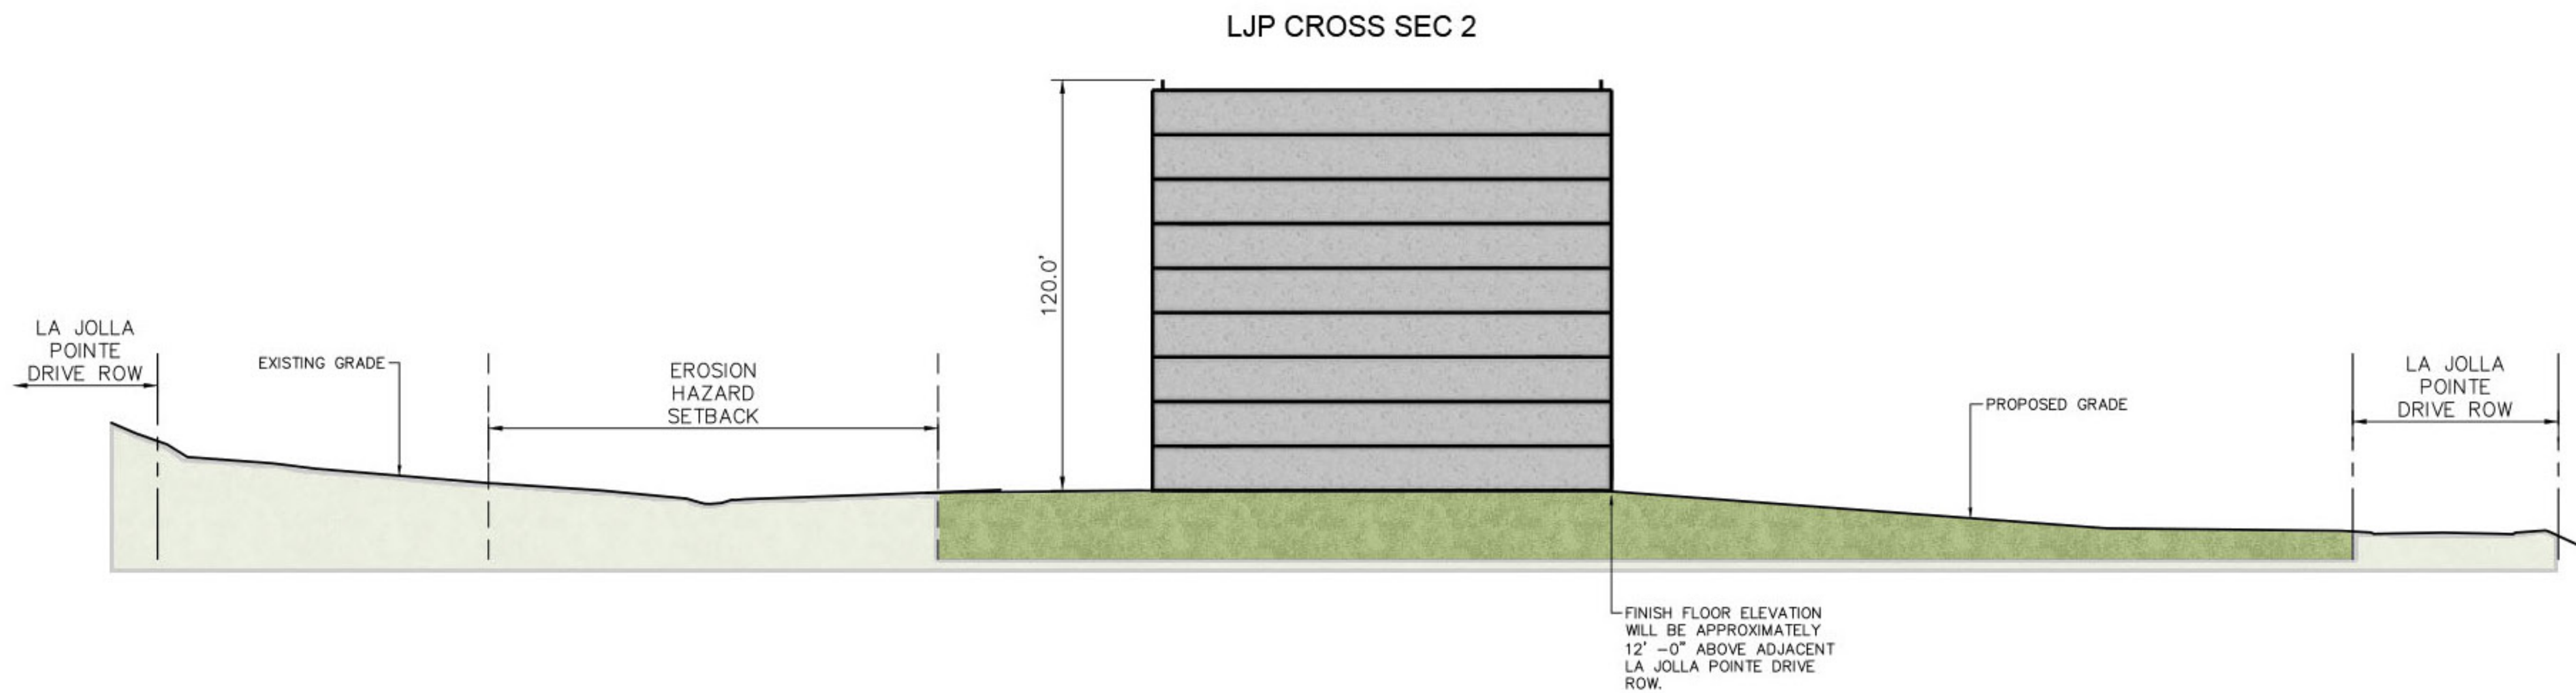 LJP CROSS SEC 2
120.0'
LA JOLLA
POINTE
DRIVE ROW
EXISTING GRADE
EROSION
HAZARD
SETBACK
PROPOSED GRADE
LA JOLLA
POINTE
DRIVE ROW
FINISH FLOOR ELEVATION
WILL BE APPROXIMATELY
12' -0" ABOVE ADJACENT
LA JOLLA POINTE DRIVE
ROW.